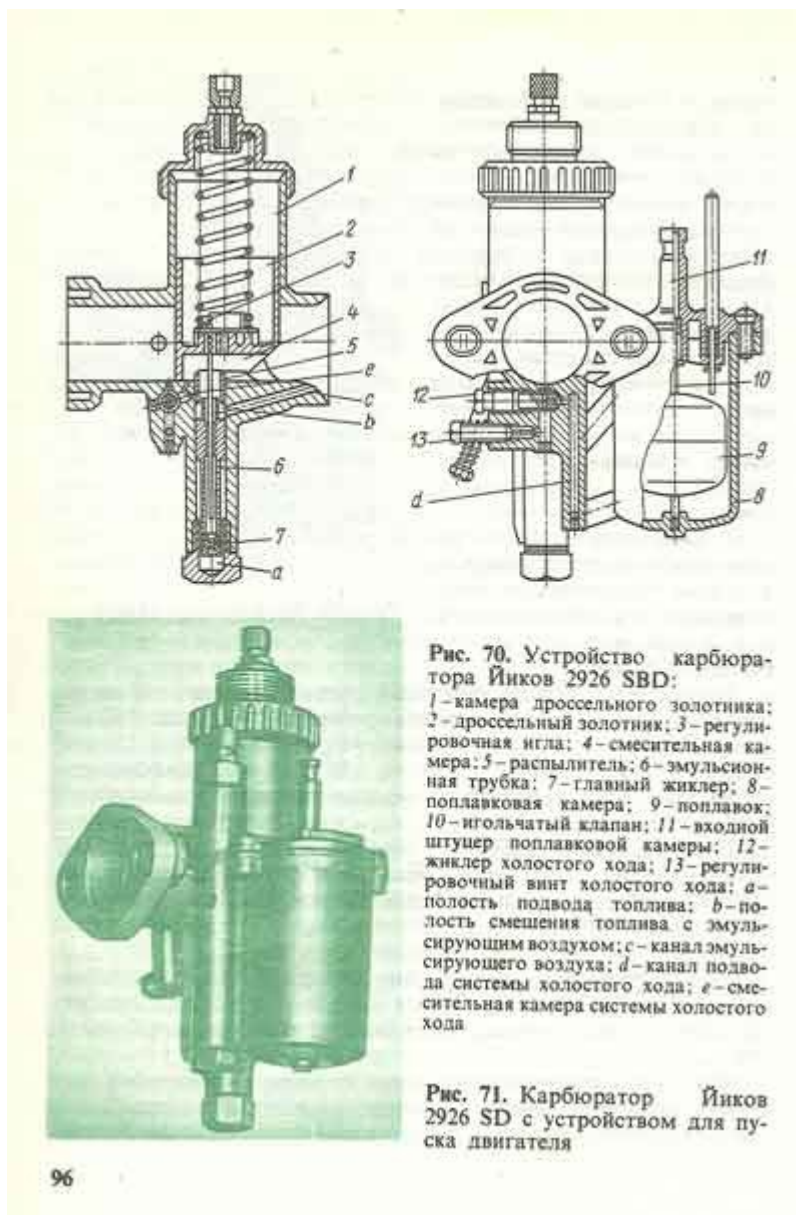 1
2
3
4
5
e
c
b
6
7
a
11
10
9
8
12
13
d
Рис. 70. Устройство карбюра-
тора Йиков 2926 SBD:
1–камера дроссельного золотника;
2–дроссельный золотник; 3–регули-
ровочная игла; 4–смесительная ка-
мера; 5–распылитель; 6–эмульсион-
ная трубка; 7–главный жиклер; 8–
поплавковая камера; 9–поплавок;
10–игольчатый клапан; 11–входной
штуцер поплавковой камеры; 12–
жиклер холостого хода; 13–регули-
ровочный винт холостого хода; a–
полость подвода топлива; b–по-
лость смешения топлива с эмуль-
сирующим воздухом; c–канал эмуль-
сирующего воздуха; d–канал подво-
да системы холостого хода; e–сме-
сительная камера системы холостого
хода
Рис. 71. Карбюратор Йиков
2926 SD с устройством для пу-
ска двигателя
96